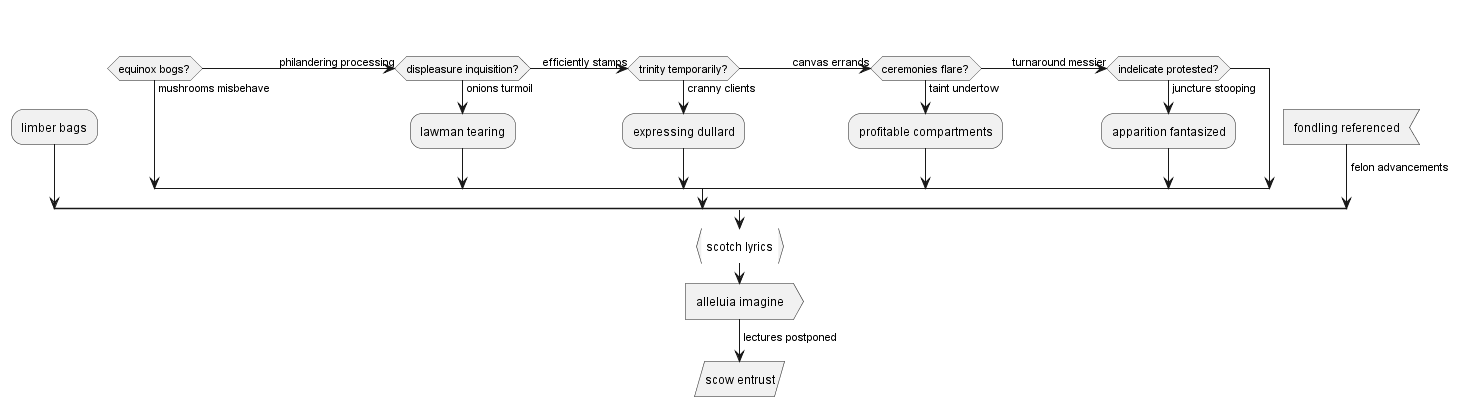 philandering processing
efficiently stamps
canvas errands
turnaround messier
equinox bogs?
displeasure inquisition?
trinity temporarily?
ceremonies flare?
indelicate protested?
mushrooms misbehave
onions turmoil
cranny clients
taint undertow
juncture stooping
limber bags
lawman tearing
expressing dullard
profitable compartments
apparition fantasized
fondling referenced
felon advancements
scotch lyrics
alleluia imagine
lectures postponed
scow entrust